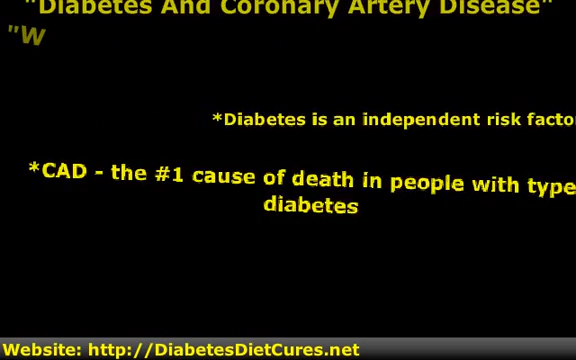 "Diabetes And Coronary Artery Disease"
"W
*Diabetes is an independent risk facto
*CAD - the #1 cause of death in people with type
diabetes
Website: http://DiabetesDietCures.net